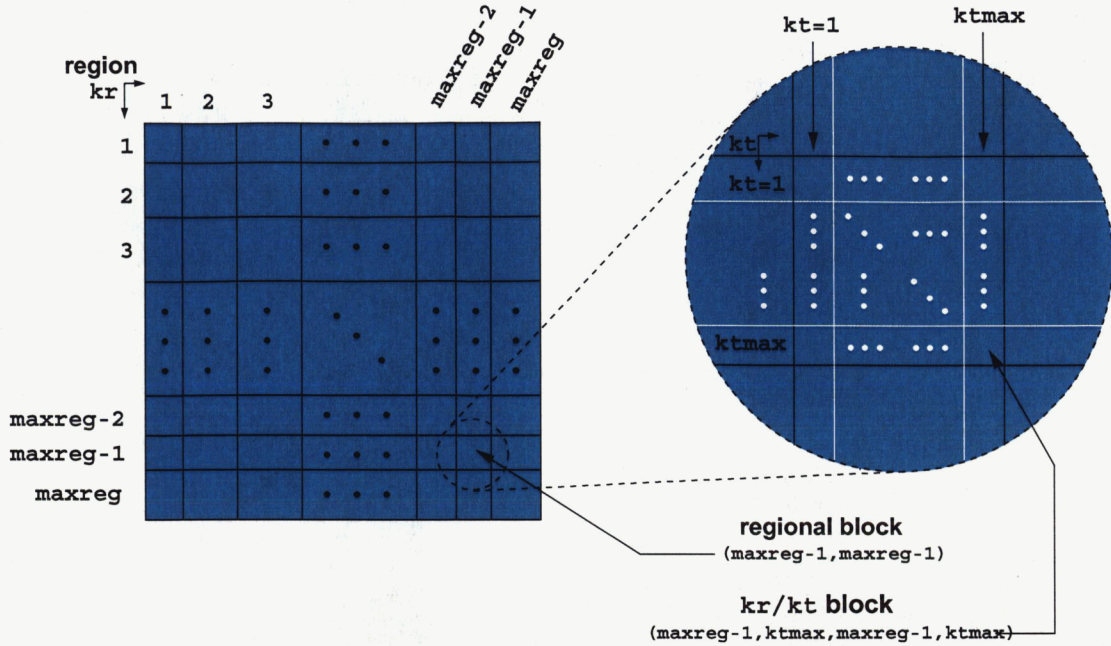 region
kr
1 2 3
maxreg-2
maxreg-1
maxreg
1
2
3
maxreg-2
maxreg-1
maxreg
kt=1
ktmax
kt
kt=1
ktmax
regional block
(maxreg-1,maxreg-1)
kr/kt block
(maxreg-1,ktmax,maxreg-1,ktmax)